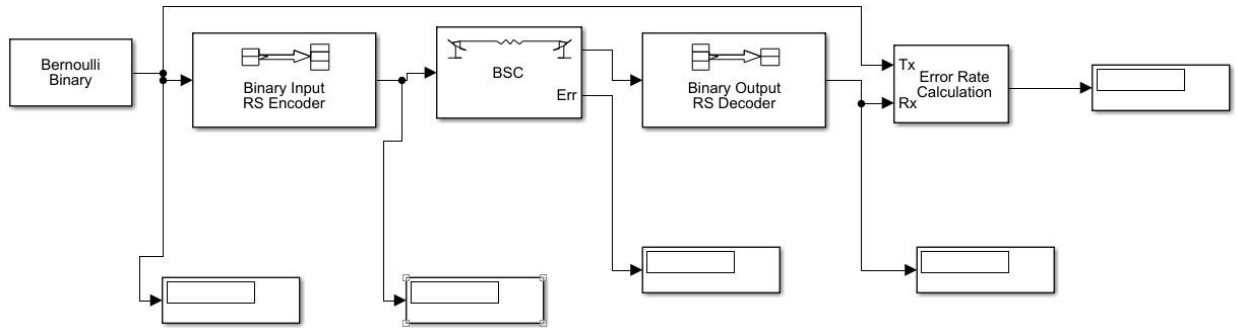 Bernoulli
Binary
Binary Input
RS Encoder
BSC
Err
Binary Output
RS Decoder
Tx
Rx
Error Rate
Calculation